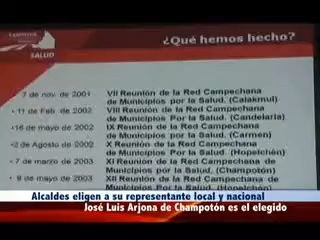 ¿Qué hemos hecho?
SALUD
7 de nov. de 2001 VII Reunión de la Red Campechana
de Municipios por la Salud. (Calakmul)
• 11 de Feb. de 2002 VIII Reunión de la Red Campechana
de Municipios Por la Salud. (Candelaria)
•16 de mayo de 2002 IX Reunión de la Red Campechana
de Municipios por la Salud. (Carmen)
•2 de Agosto de 2002 X Reunión de la Red Campechana
de Municipios Por la Salud. (Hopelchén)
• 7 de marzo de 2003 XI Reunión de la Red Campechana de
Municipios por la Salud. (Champotón)
• 9 de mayo de 2003 XII Reunión de la Red Campechana de
Municipios por la Salud. (Hopelchén)
Alcaldes eligen a su representante local y nacional
José Luis Arjona de Champotón es el elegido